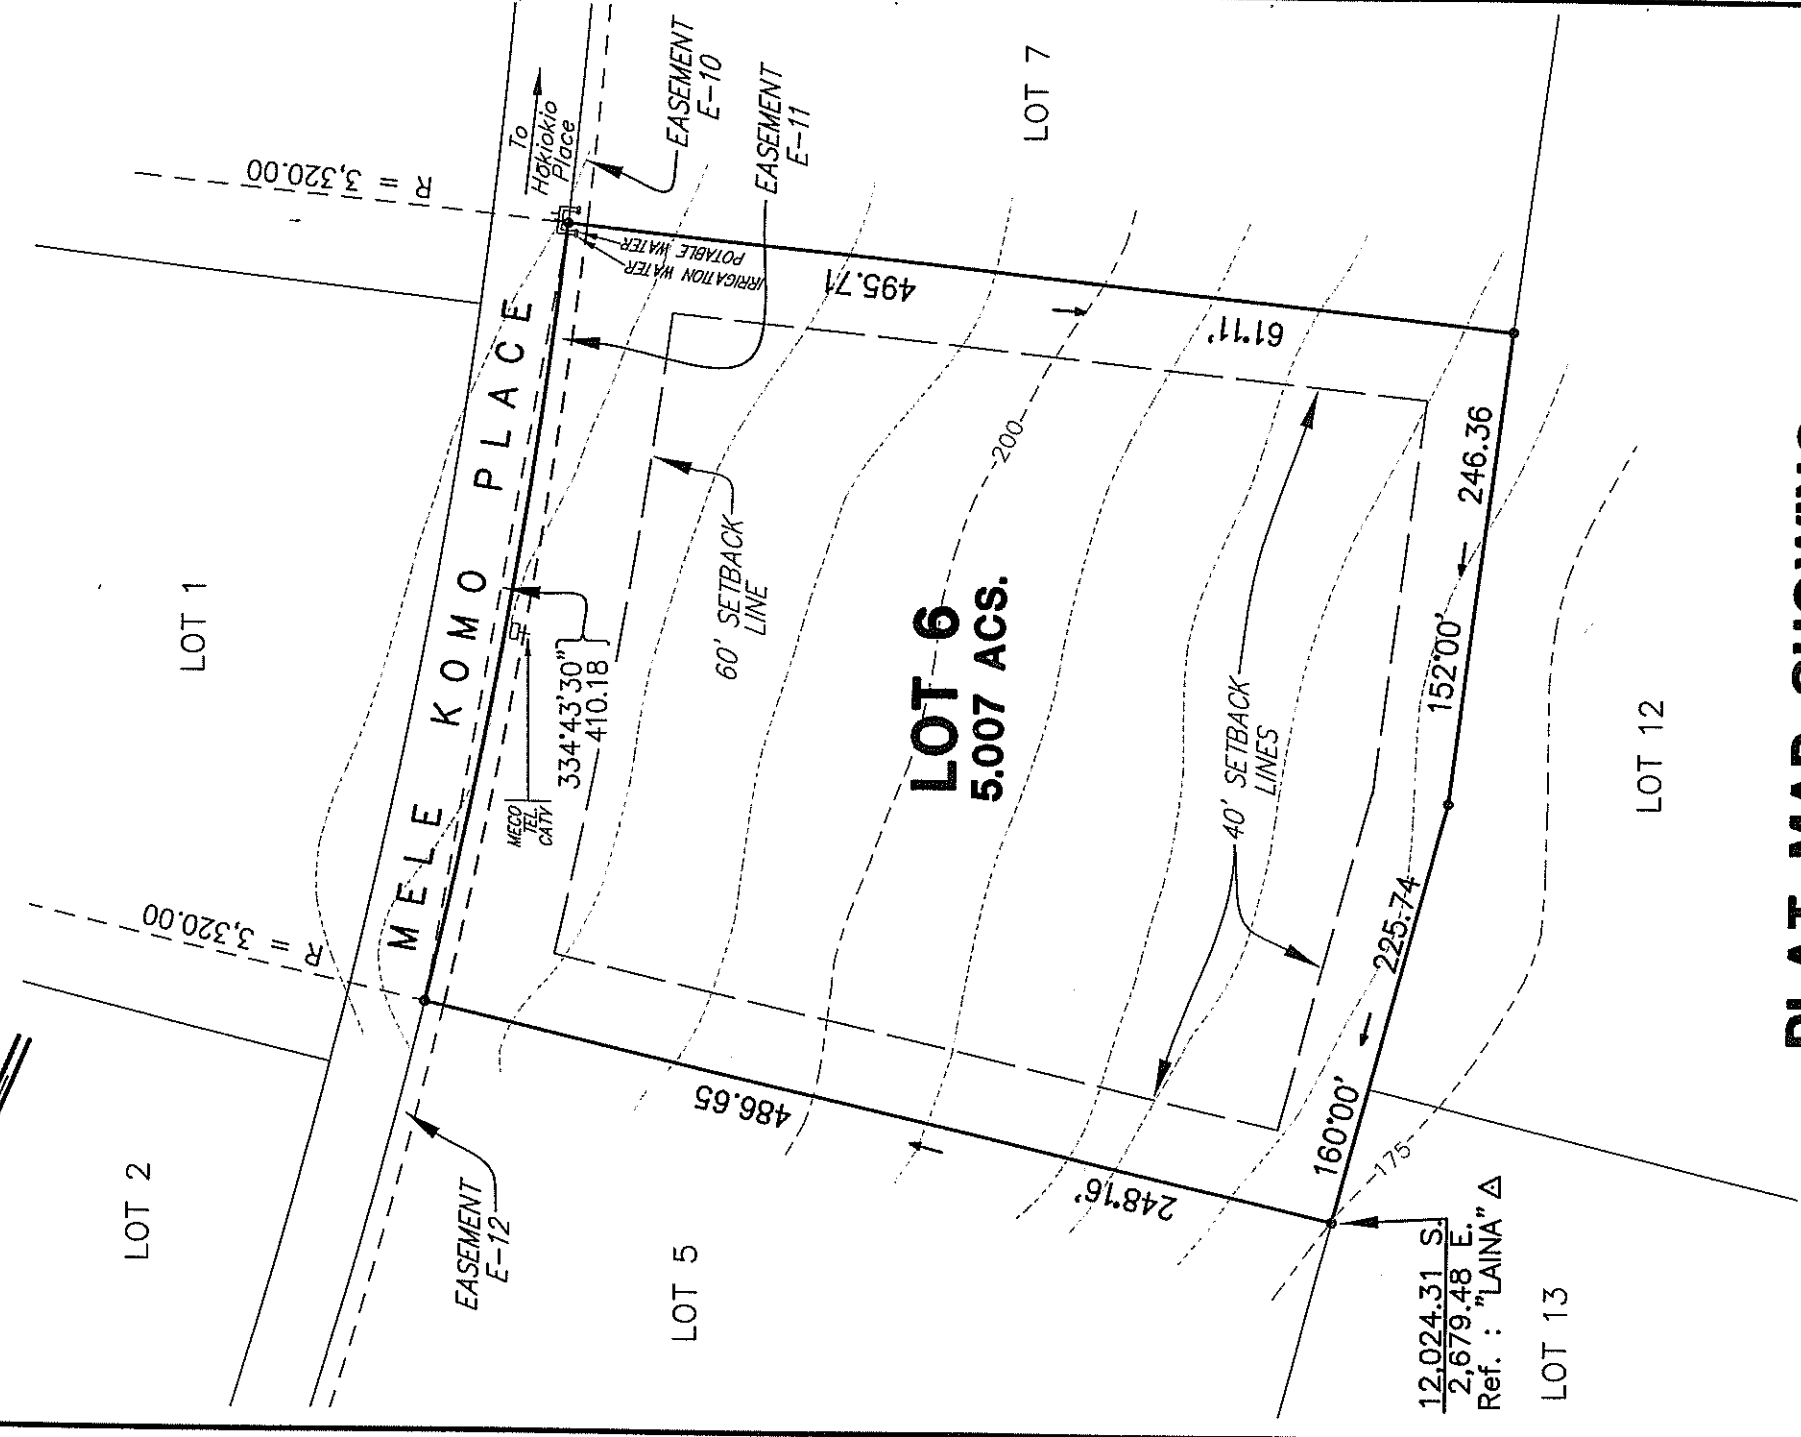 LOT 1
LOT 2
LOT 5
LOT 7
LOT 12
LOT 13
MELE KOMO PLACE
To
Hokiokio
Place
R = 3,320.00
R = 3,320.00
EASEMENT
E-10
EASEMENT
E-11
EASEMENT
E-12
POTABLE WATER
IRRIGATION WATER
MECO
TEL
CATV
334°43'30"
410.18
60' SETBACK
LINE
LOT 6
5.007 ACS.
40' SETBACK
LINES
495.71
61°11'
246.36
152°00'
225.74
160°00'
486.65
248°16'
200
175
12,024.31 S.
2,679.48 E.
Ref. : "LAINA" △
PLAT MAP SHOWING